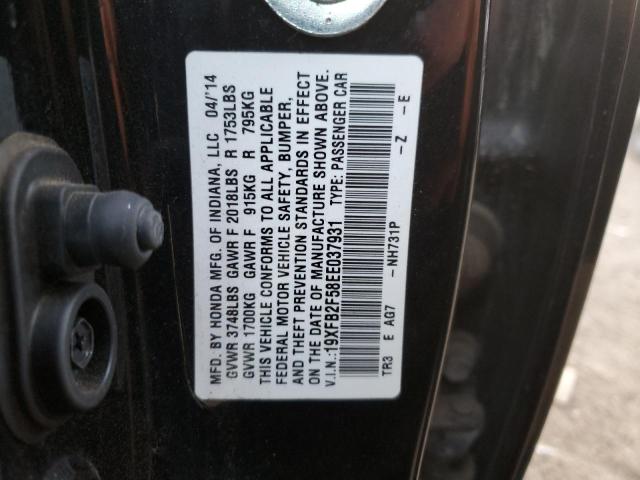 MFD. BY HONDA MFG. OF INDIANA, LLC 04/'14
GVWR 3748LBS GAWR F 2018LBS R 1753LBS
GVWR 1700KG GAWR F 915KG R 795KG
THIS VEHICLE CONFORMS TO ALL APPLICABLE
FEDERAL MOTOR VEHICLE SAFETY, BUMPER,
AND THEFT PREVENTION STANDARDS IN EFFECT
ON THE DATE OF MANUFACTURE SHOWN ABOVE.
V.I.N.:19XFB2F58EE037931 TYPE: PASSENGER CAR
TR3 E AG7 -NH731P -Z -E